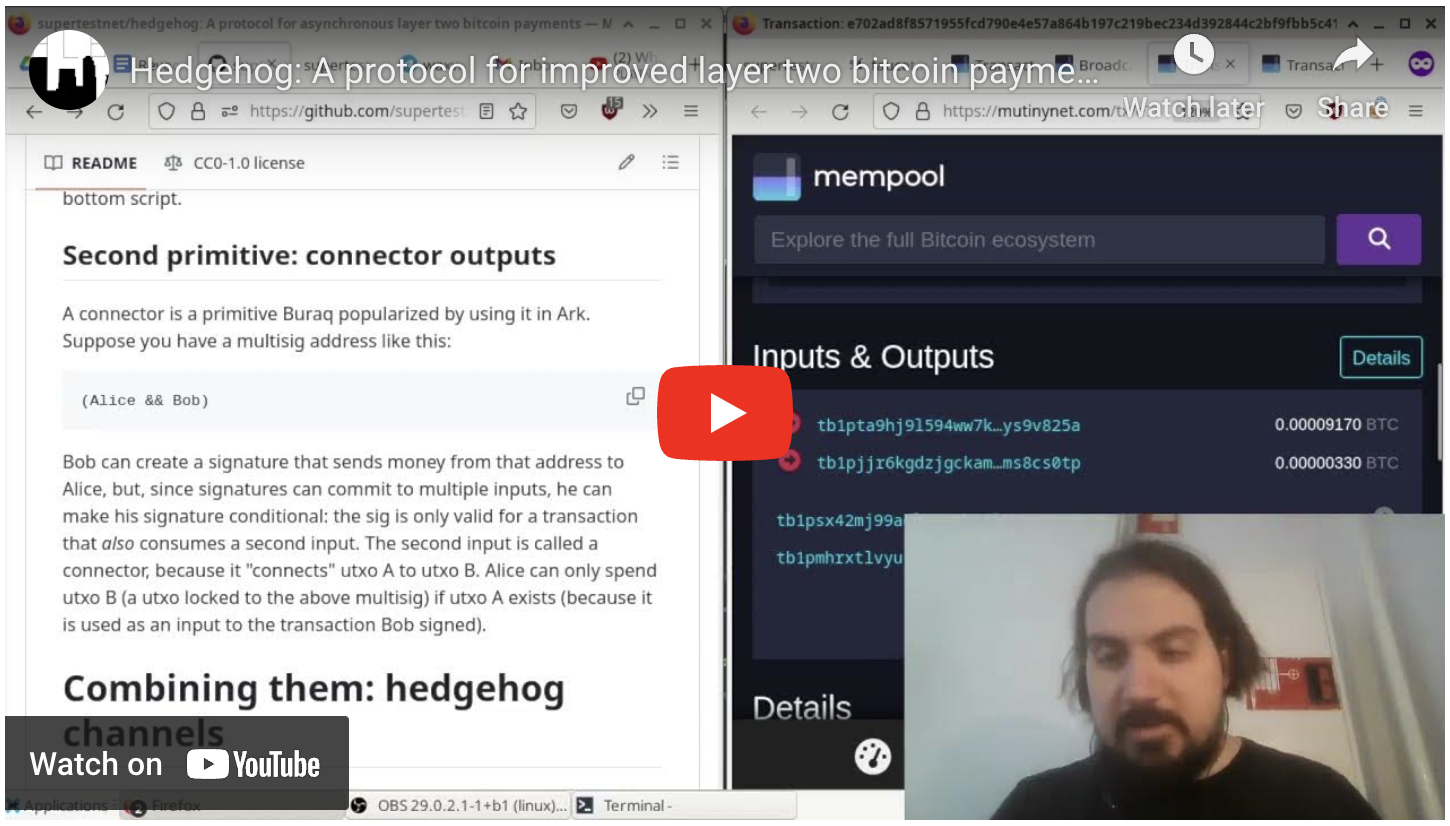 supertestnet/hedgehog: A protocol for asynchronous layer two bitcoin payments — M
Transaction: e702ad8f8571955fcd790e4e57a864b197c219bec234d392844c2bf9fbb5c41
Hedgehog: A protocol for improved layer two bitcoin payme...
Broadc
Transa
https://github.com/supertest
15
https://mutinynet.com/t
Watch later
Share
README
CC0-1.0 license
bottom script.
Second primitive: connector outputs
A connector is a primitive Buraq popularized by using it in Ark.
Suppose you have a multisig address like this:
(Alice && Bob)
Bob can create a signature that sends money from that address to
Alice, but, since signatures can commit to multiple inputs, he can
make his signature conditional: the sig is only valid for a transaction
that also consumes a second input. The second input is called a
connector, because it "connects" utxo A to utxo B. Alice can only spend
utxo B (a utxo locked to the above multisig) if utxo A exists (because it
is used as an input to the transaction Bob signed).
Combining them: hedgehog
channels
mempool
Explore the full Bitcoin ecosystem
Inputs & Outputs
Details
tb1pta9hj9l594ww7k…ys9v825a
0.00009170 BTC
tb1pjjr6kgdzjgckam…ms8cs0tp
0.00000330 BTC
tb1psx42mj99a
tb1pmhrxtlvyu
Details
Watch on YouTube
Applications
2
Firefox
OBS 29.0.2.1-1+b1 (linux)...
Terminal -